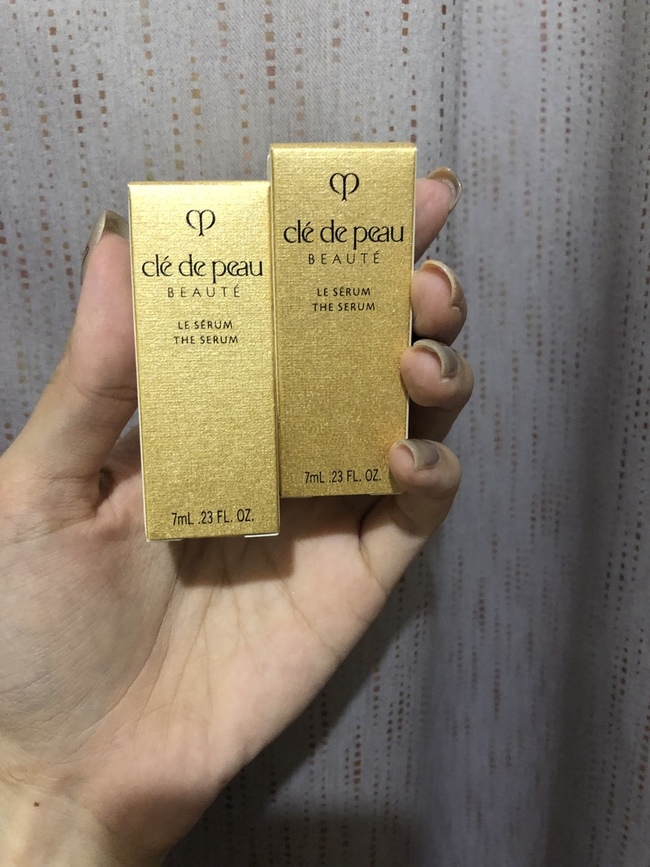 clé de peau
BEAUTÉ
LE SÉRUM
THE SERUM
7mL .23 FL. OZ.
clé de peau
BEAUTÉ
LE SÉRUM
THE SERUM
7mL .23 FL. OZ.